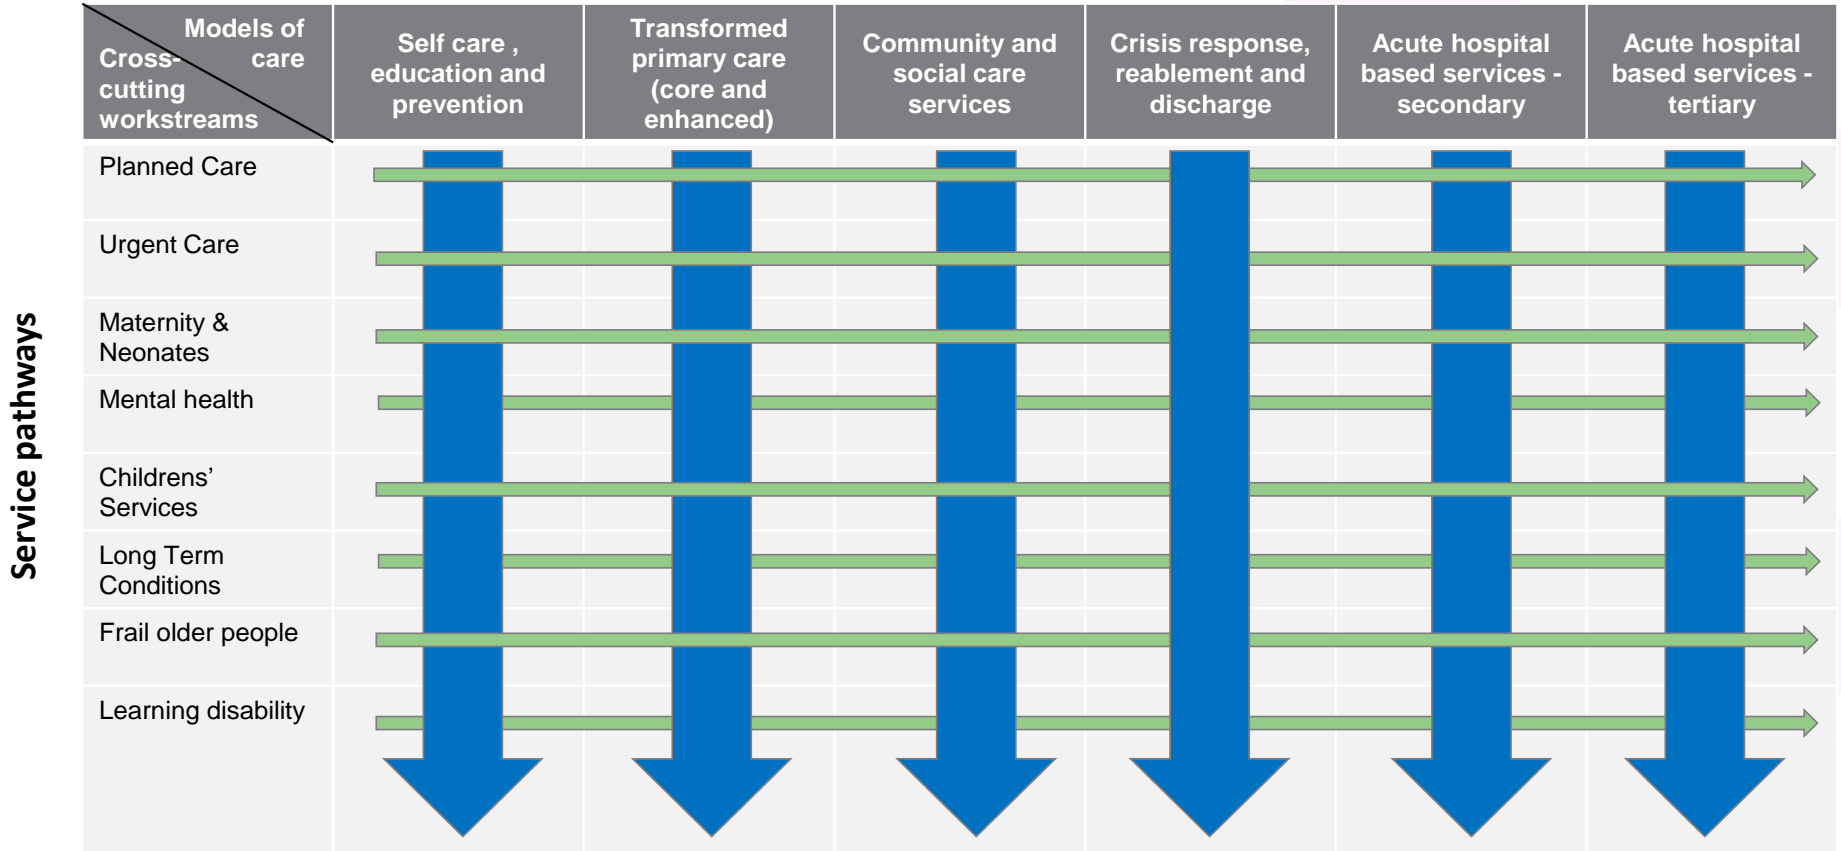 Models of
care
Cross-
cutting
workstreams
Self care ,
education and
prevention
Transformed
primary care
(core and
enhanced)
Community and
social care
services
Crisis response,
reablement and
discharge
Acute hospital
based services -
secondary
Acute hospital
based services -
tertiary
Service pathways
Planned Care
Urgent Care
Maternity &
Neonates
Mental health
Childrens’
Services
Long Term
Conditions
Frail older people
Learning disability